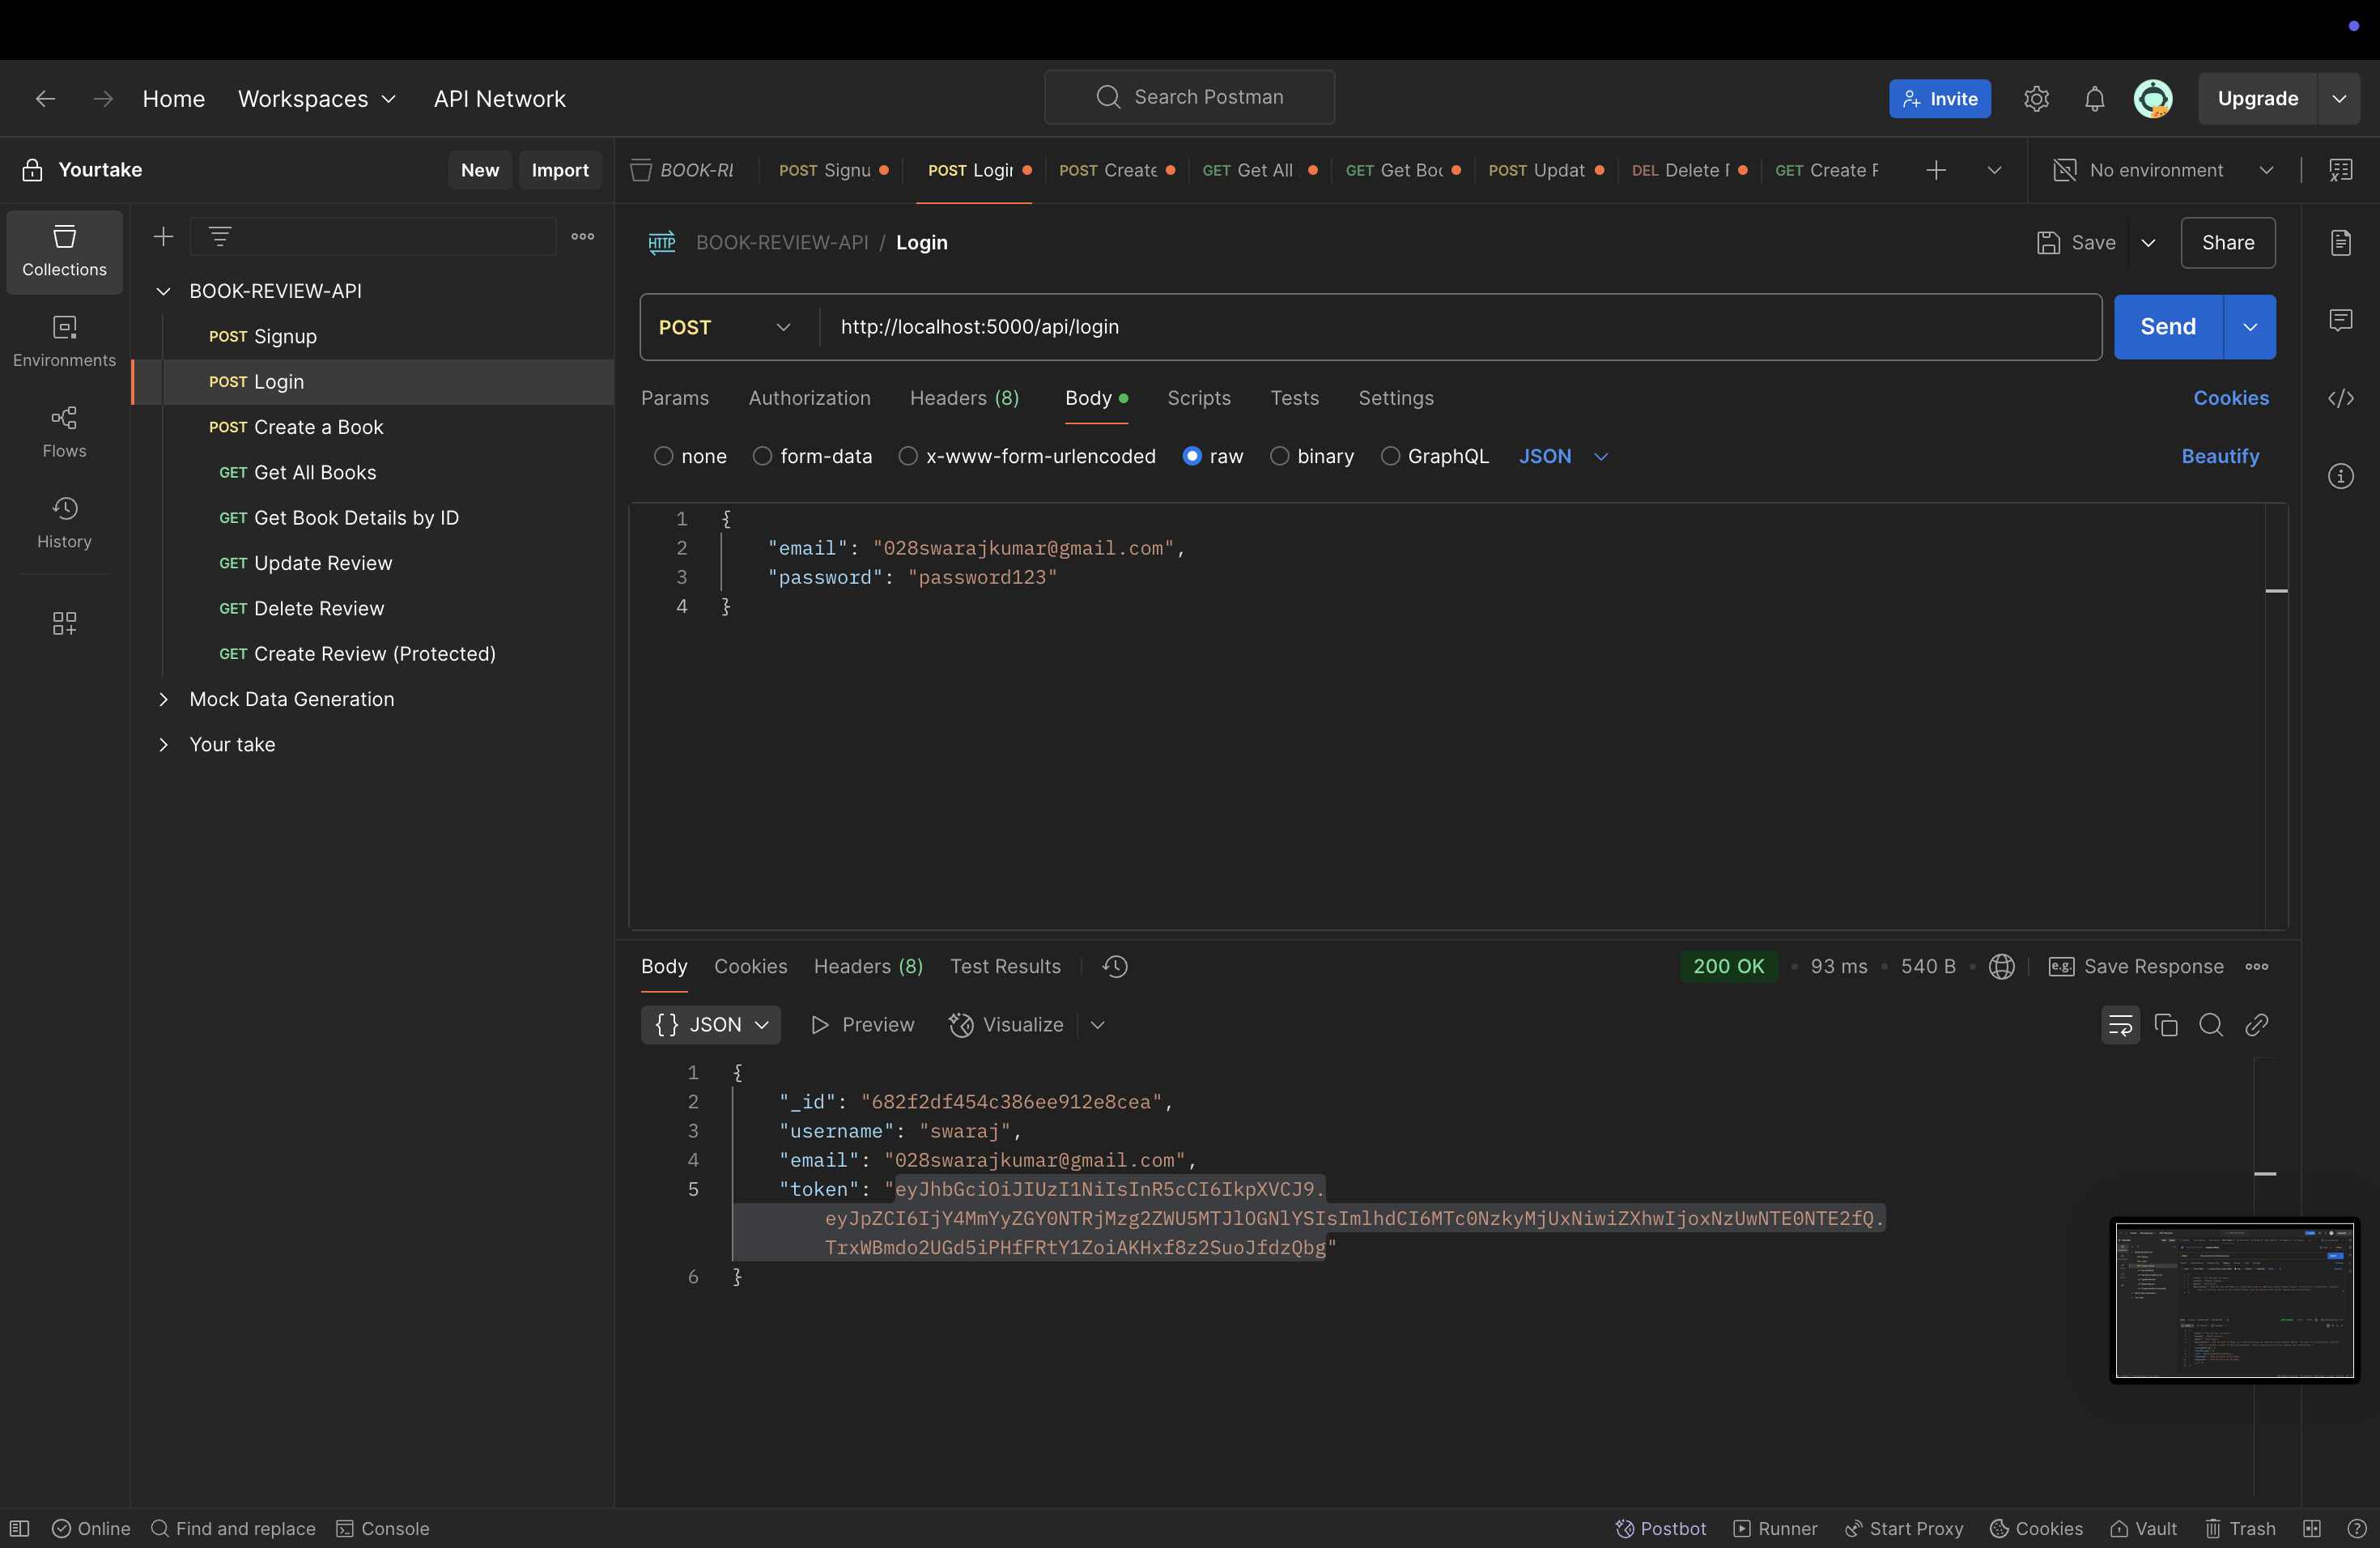 Home Workspaces API Network Search Postman Invite Upgrade
Yourtake New Import BOOK-RE POST Signu POST Login POST Create GET Get All GET Get Boo POST Updat DEL Delete F GET Create F No environment
Collections
Environments
Flows
History
BOOK-REVIEW-API
POST Signup
POST Login
POST Create a Book
GET Get All Books
GET Get Book Details by ID
GET Update Review
GET Delete Review
GET Create Review (Protected)
Mock Data Generation
Your take
HTTP BOOK-REVIEW-API / Login Save Share
POST http://localhost:5000/api/login Send
Params Authorization Headers (8) Body Scripts Tests Settings Cookies
none form-data x-www-form-urlencoded raw binary GraphQL JSON Beautify
1 {
2 "email": "028swarajkumar@gmail.com",
3 "password": "password123"
4 }
Body Cookies Headers (8) Test Results 200 OK 93 ms 540 B e.g. Save Response
{} JSON Preview Visualize
1 {
2 "_id": "682f2df454c386ee912e8cea",
3 "username": "swaraj",
4 "email": "028swarajkumar@gmail.com",
5 "token": "eyJhbGciOiJIUzI1NiIsInR5cCI6IkpXVCJ9.
eyJpZCI6IjY4MmYyZGY0NTRjMzg2ZWU5MTJlOGNlYSIsImlhdCI6MTc0NzkyMjUxNiwiZXhwIjoxNzUwNTE0NTE2fQ.
TrxWBmdo2UGd5iPHfFRtY1ZoiAKHxf8z2SuoJfdzQbg"
6 }
Online Find and replace Console Postbot Runner Start Proxy Cookies Vault Trash